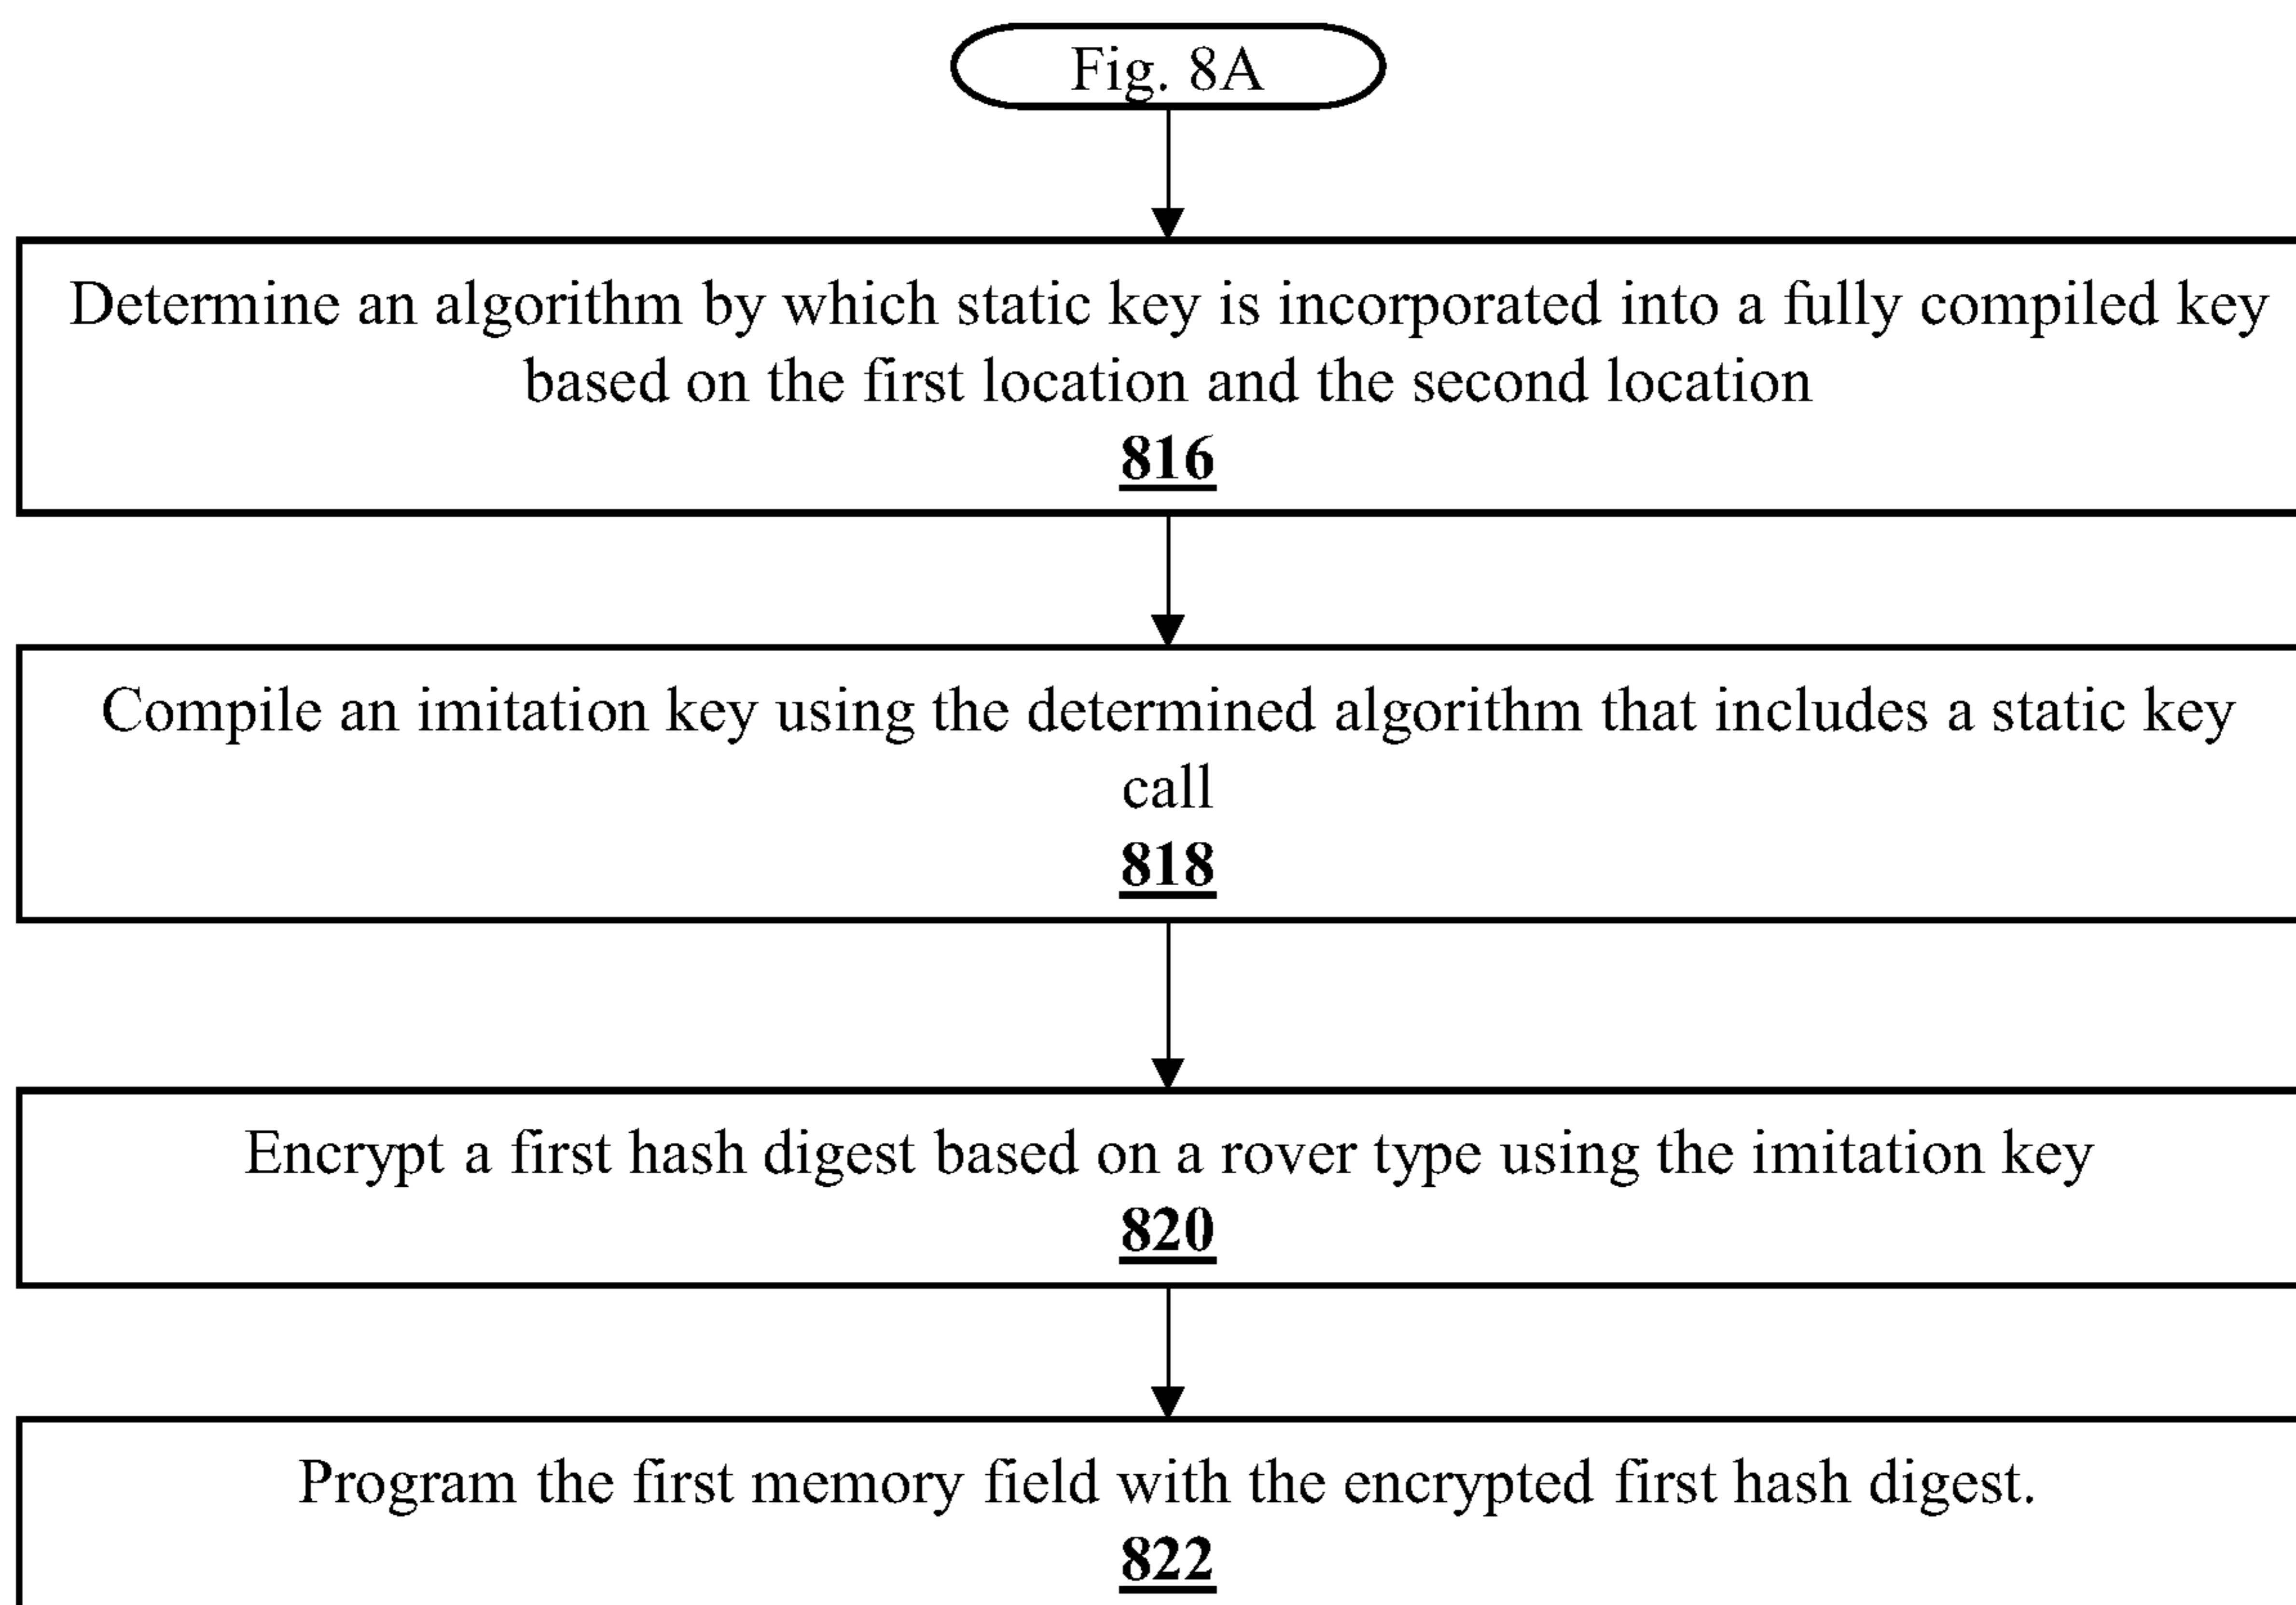 Fig. 8A
Determine an algorithm by which static key is incorporated into a fully compiled key
based on the first location and the second location
816
Compile an imitation key using the determined algorithm that includes a static key
call
818
Encrypt a first hash digest based on a rover type using the imitation key
820
Program the first memory field with the encrypted first hash digest.
822